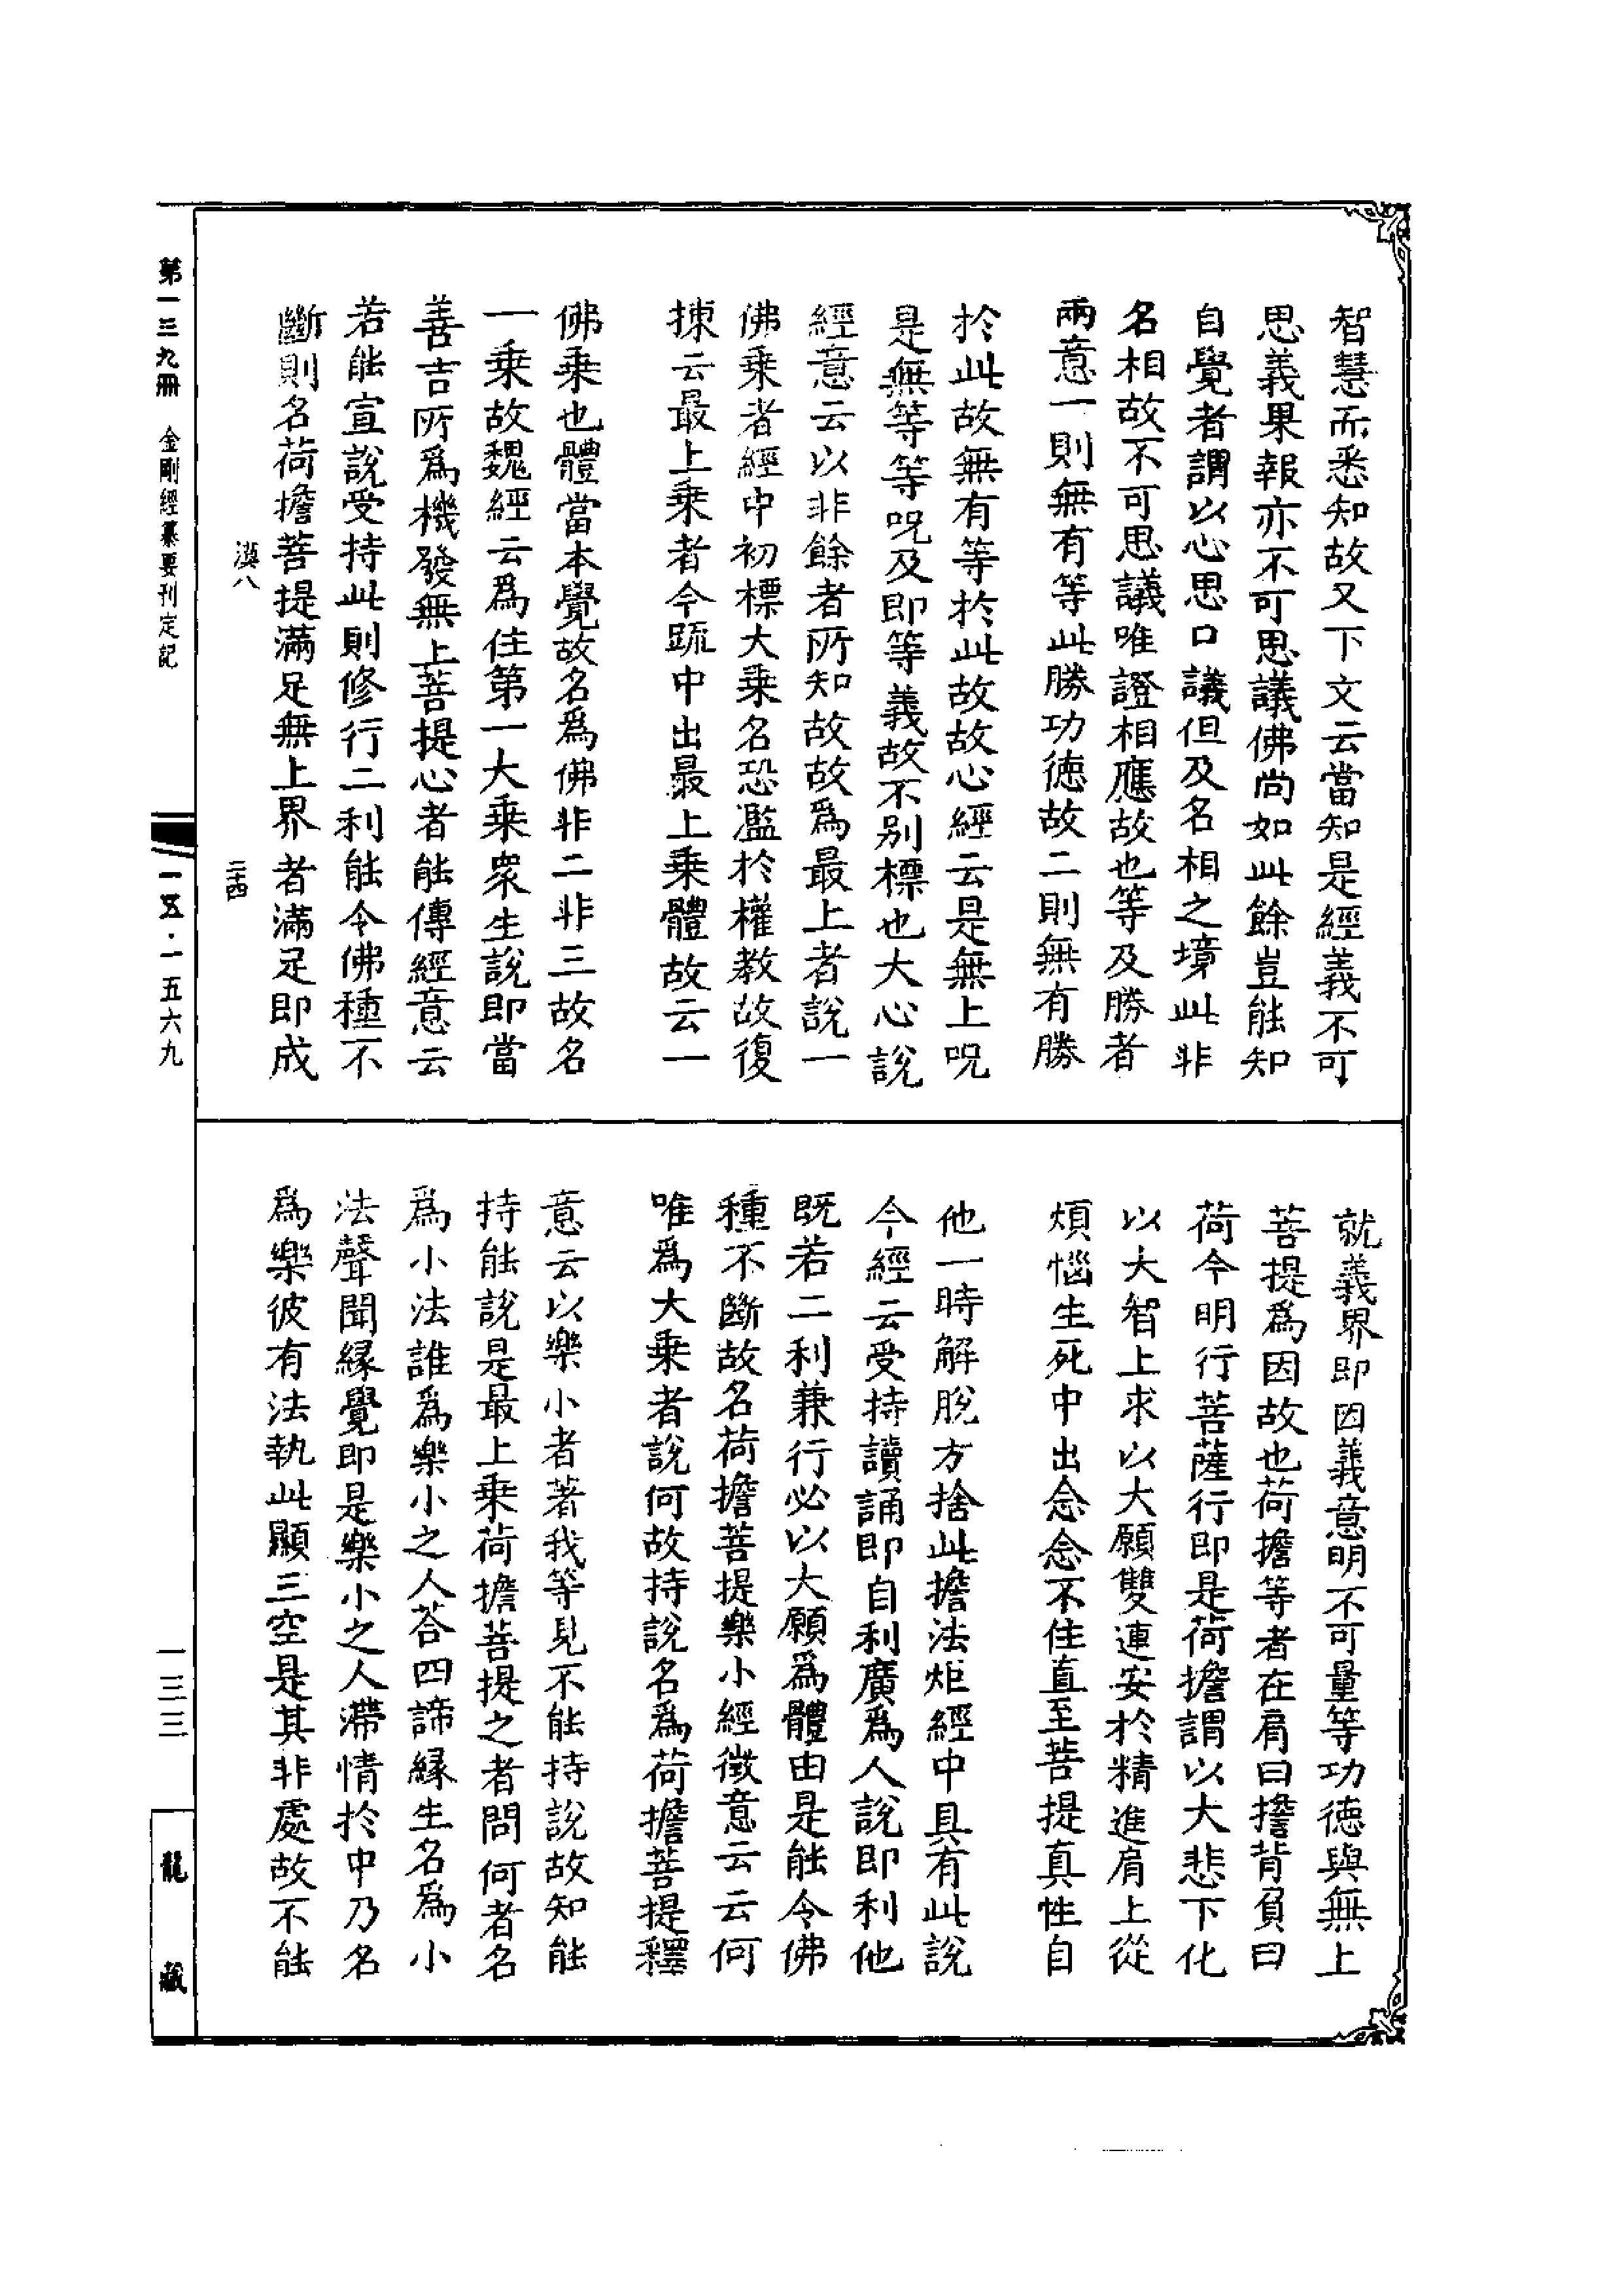 智慧而悉知故又下文云當知是經義不可
思義果報亦不可思議佛尚如此餘豈能知
自覺者謂以心思口議但及名相之境此非
名相故不可思議唯證相應故也等及勝者
兩意一則無有等此勝功德故二則無有勝
於此故無有等於此故故心經云是無上呪
是無等等呪及即等義故不別標也大心說
經意云以非餘者所知故故爲最上者說一
佛乗者經中初標大乗名恐濫於權教故復
揀云最上乗者今䟽中出最上乗體故云一
佛乗也體當本覺故名爲佛非二非三故名
一乗故魏經云爲住第一大乗衆生說即當
善吉所爲機發無上菩提心者能傳經意云
若能宣說受持此則修行二利能令佛種不
斷則名荷擔菩提滿足無上界者滿足即成
漠八
二十四
就義界即因義意明不可量等功德與無上
菩提爲因故也荷擔等者在肩曰擔背負曰
荷今明行菩薩行即是荷擔謂以大悲下化
以大智上求以大願雙連安於精進肩上從
煩惱生死中出念念不住直至菩提真性自
他一時解脫方捨此擔法炬經中具有此說
今經云受持讀誦即自利廣爲人說即利他
既若二利兼行必以大願爲體由是能令佛
種不斷故名荷擔菩提樂小經徵意云云何
唯爲大乗者說何故持說名爲荷擔菩提釋
意云以樂小者著我等見不能持說故知能
持能說是最上乗荷擔菩提之者問何者名
爲小法誰爲樂小之人荅四諦縁生名爲小
法聲聞縁覺即是樂小之人滯情於中乃名
爲樂彼有法執此顯三空是其非處故不能
第一三九冊 金剛經纂要刊定記
一五·一五六九
一三三
龍藏